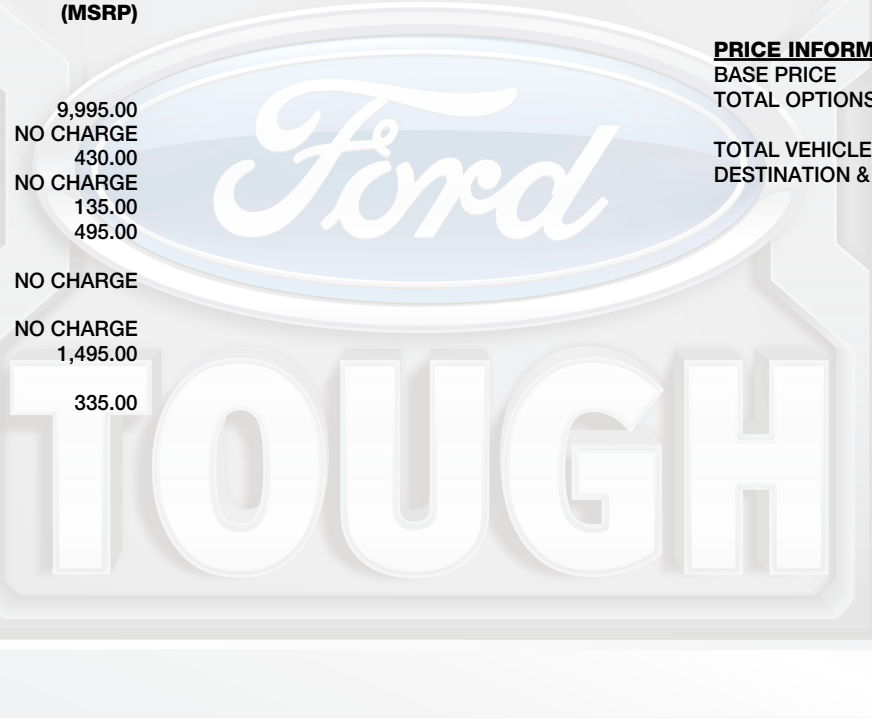 (MSRP)
9,995.00
NO CHARGE
430.00
NO CHARGE
135.00
495.00
NO CHARGE
NO CHARGE
1,495.00
335.00
PRICE INFORM
BASE PRICE
TOTAL OPTIONS
TOTAL VEHICLE
DESTINATION &
Ford
TOUGH